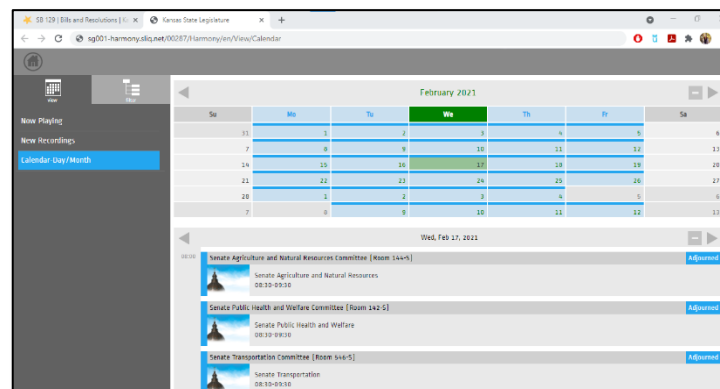 SB 129 | Bills and Resolutions | K
Kansas State Legislature
sg001-harmony.sliq.net/00287/Harmony/en/View/Calendar
View
Now Playing
New Recordings
Calendar-Day/Month
February 2021
Su Mo Tu We Th Fr Sa
31 1 2 3 4 5 6
7 8 9 10 11 12 13
14 15 16 17 18 19 20
21 22 23 24 25 26 27
28 1 2 3 4 5 6
7 8 9 10 11 12 13
Wed, Feb 17, 2021
08:30
Senate Agriculture and Natural Resources Committee [Room 144-S] Adjourned
Senate Agriculture and Natural Resources
08:30-09:30
Senate Public Health and Welfare Committee [Room 142-S] Adjourned
Senate Public Health and Welfare
08:30-09:30
Senate Transportation Committee [Room 546-S] Adjourned
Senate Transportation
08:30-09:30